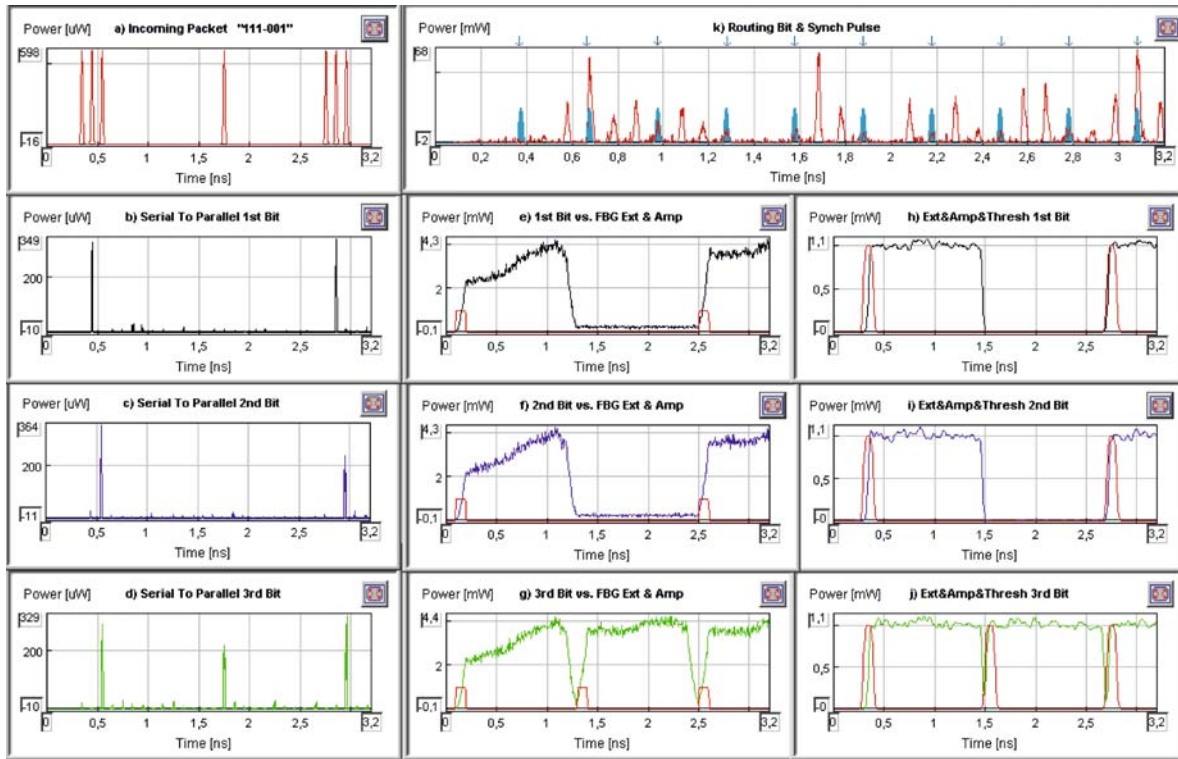 Power [uW] a) Incoming Packet "111-001"
598
-16
0 0,5 1 1,5 2 2,5 3 3,2
Time [ns]
Power [mW] k) Routing Bit & Synch Pulse
68
-2
0 0,2 0,4 0,6 0,8 1 1,2 1,4 1,6 1,8 2 2,2 2,4 2,6 2,8 3 3,2
Time [ns]
Power [uW] b) Serial To Parallel 1st Bit
349
200
-10
0 0,5 1 1,5 2 2,5 3,2
Time [ns]
Power [mW] e) 1st Bit vs. FBG Ext & Amp
4,3
2
-0,1
0 0,5 1 1,5 2 2,5 3,2
Time [ns]
Power [mW] h) Ext&Amp&Thresh 1st Bit
1,1
0,5
-0
0 0,5 1 1,5 2 2,5 3,2
Time [ns]
Power [uW] c) Serial To Parallel 2nd Bit
364
200
-11
0 0,5 1 1,5 2 2,5 3,2
Time [ns]
Power [mW] f) 2nd Bit vs. FBG Ext & Amp
4,3
2
-0,1
0 0,5 1 1,5 2 2,5 3,2
Time [ns]
Power [mW] i) Ext&Amp&Thresh 2nd Bit
1,1
0,5
-0
0 0,5 1 1,5 2 2,5 3,2
Time [ns]
Power [uW] d) Serial To Parallel 3rd Bit
329
200
-10
0 0,5 1 1,5 2 2,5 3,2
Time [ns]
Power [mW] g) 3rd Bit vs. FBG Ext & Amp
4,4
2
-0,1
0 0,5 1 1,5 2 2,5 3,2
Time [ns]
Power [mW] j) Ext&Amp&Thresh 3rd Bit
1,1
0,5
-0
0 0,5 1 1,5 2 2,5 3,2
Time [ns]